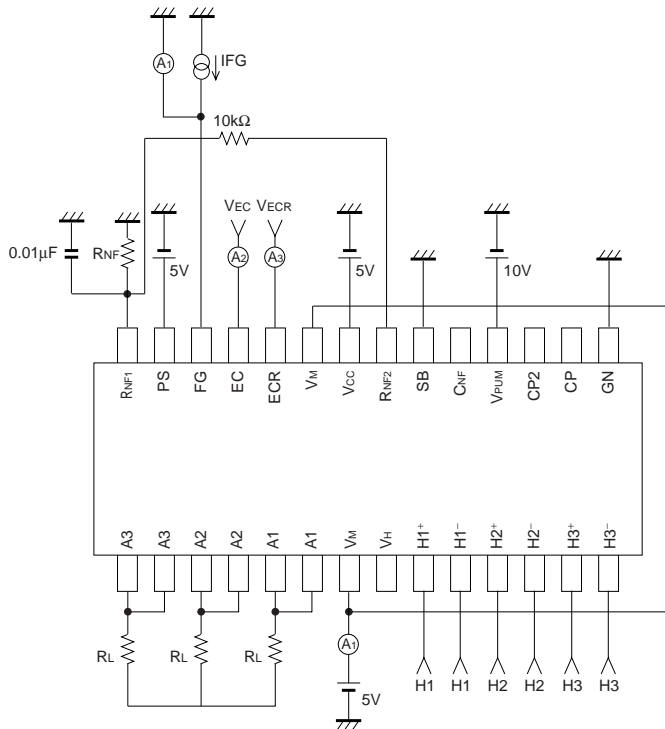 A1 IFG
10kΩ
VEC VECR
0.01µF RNF 5V A2 A3 5V 10V
RNF1 PS FG EC ECR VM VCC RNF2 SB CNF VPUM CP2 CP GN
A3 A3 A2 A2 A1 A1 VM VH H1+ H1− H2+ H2− H3+ H3−
RL RL RL A1
H1 H1 H2 H2 H3 H3
5V